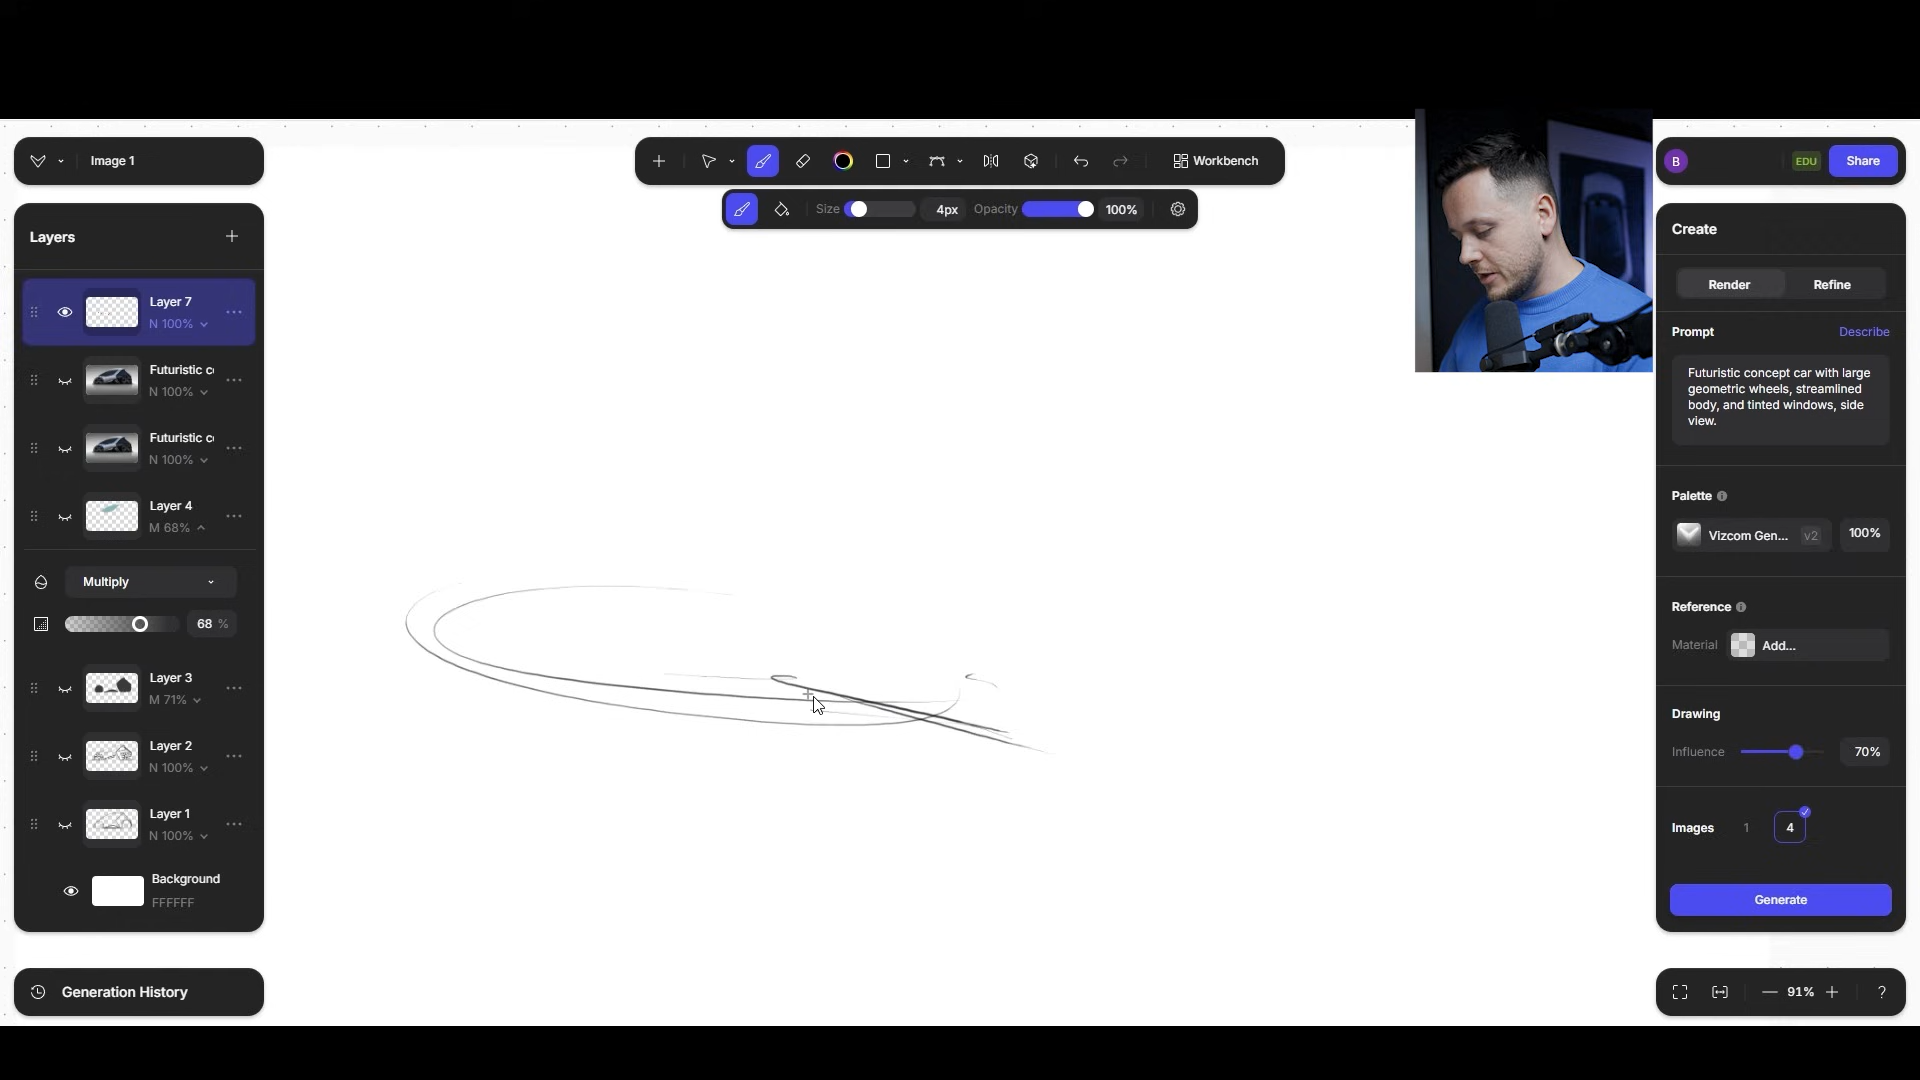 Image 1
Workbench
B
EDU
Share
Size
4px
Opacity
100%
Layers
Layer 7
N 100%
Futuristic c
N 100%
Futuristic c
N 100%
Layer 4
M 68%
Multiply
68 %
Layer 3
M 71%
Layer 2
N 100%
Layer 1
N 100%
Background
FFFFFF
Generation History
Create
Render
Refine
Prompt
Describe
Futuristic concept car with large
geometric wheels, streamlined
body, and tinted windows, side
view.
Palette
Vizcom Gen...
v2
100%
Reference
Material
Add...
Drawing
Influence
70%
Images
1
4
Generate
91%
?